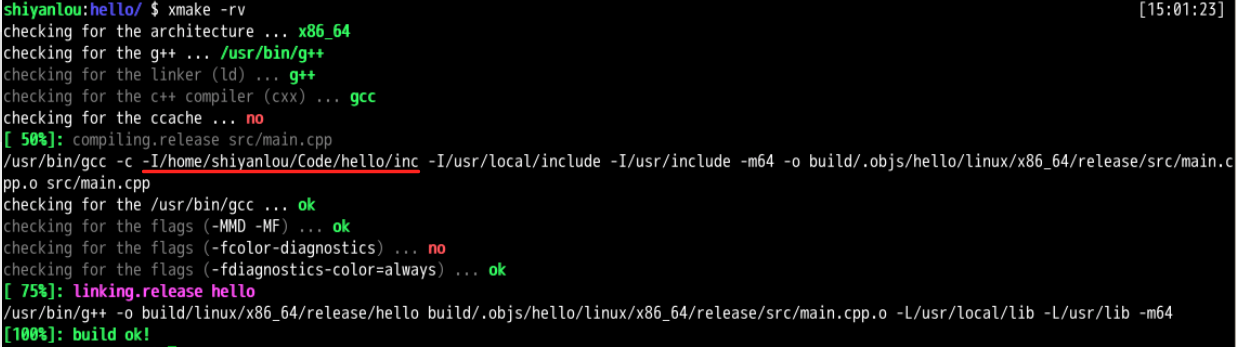 shiyanlou:hello/ $ xmake -rv [15:01:23]
checking for the architecture ... x86_64
checking for the g++ ... /usr/bin/g++
checking for the linker (ld) ... g++
checking for the c++ compiler (cxx) ... gcc
checking for the ccache ... no
[ 50%]: compiling.release src/main.cpp
/usr/bin/gcc -c -I/home/shiyanlou/Code/hello/inc -I/usr/local/include -I/usr/include -m64 -o build/.objs/hello/linux/x86_64/release/src/main.c
pp.o src/main.cpp
checking for the /usr/bin/gcc ... ok
checking for the flags (-MMD -MF) ... ok
checking for the flags (-fcolor-diagnostics) ... no
checking for the flags (-fdiagnostics-color=always) ... ok
[ 75%]: linking.release hello
/usr/bin/g++ -o build/linux/x86_64/release/hello build/.objs/hello/linux/x86_64/release/src/main.cpp.o -L/usr/local/lib -L/usr/lib -m64
[100%]: build ok!